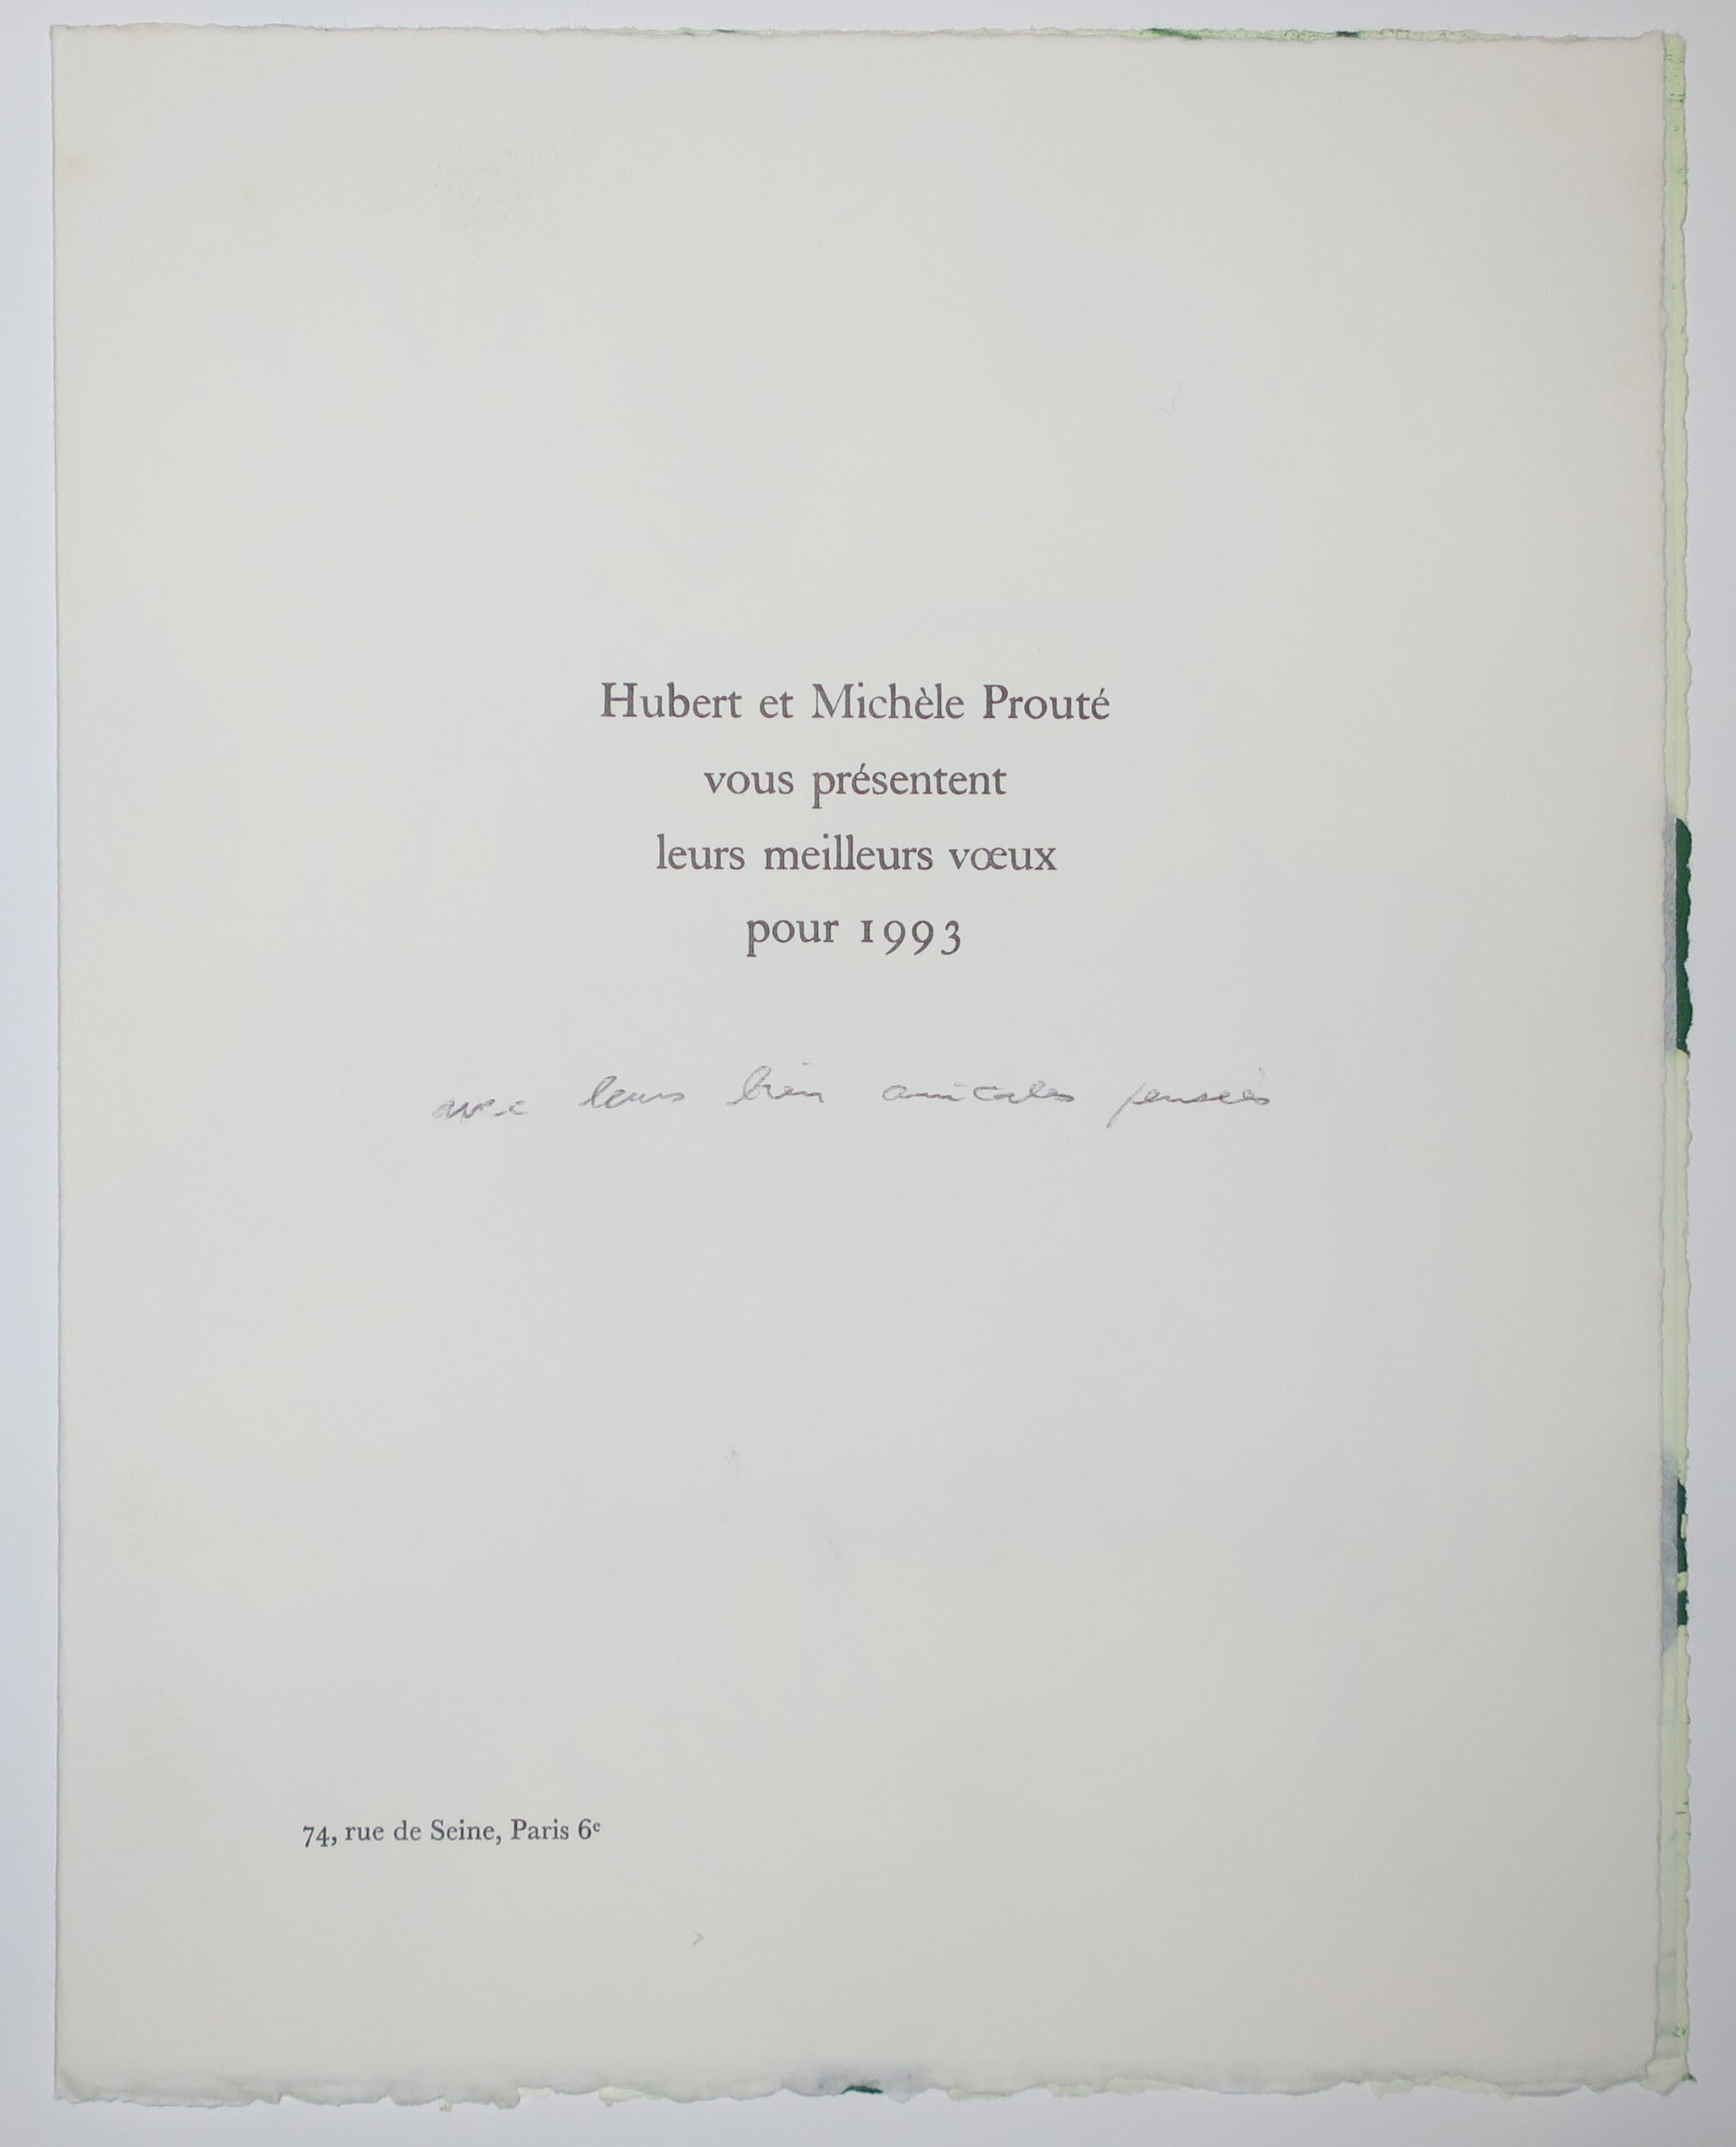 Hubert et Michèle Prouté
vous présentent
leurs meilleurs vœux
pour 1993
avec leurs bien amicales pensées
74, rue de Seine, Paris 6e